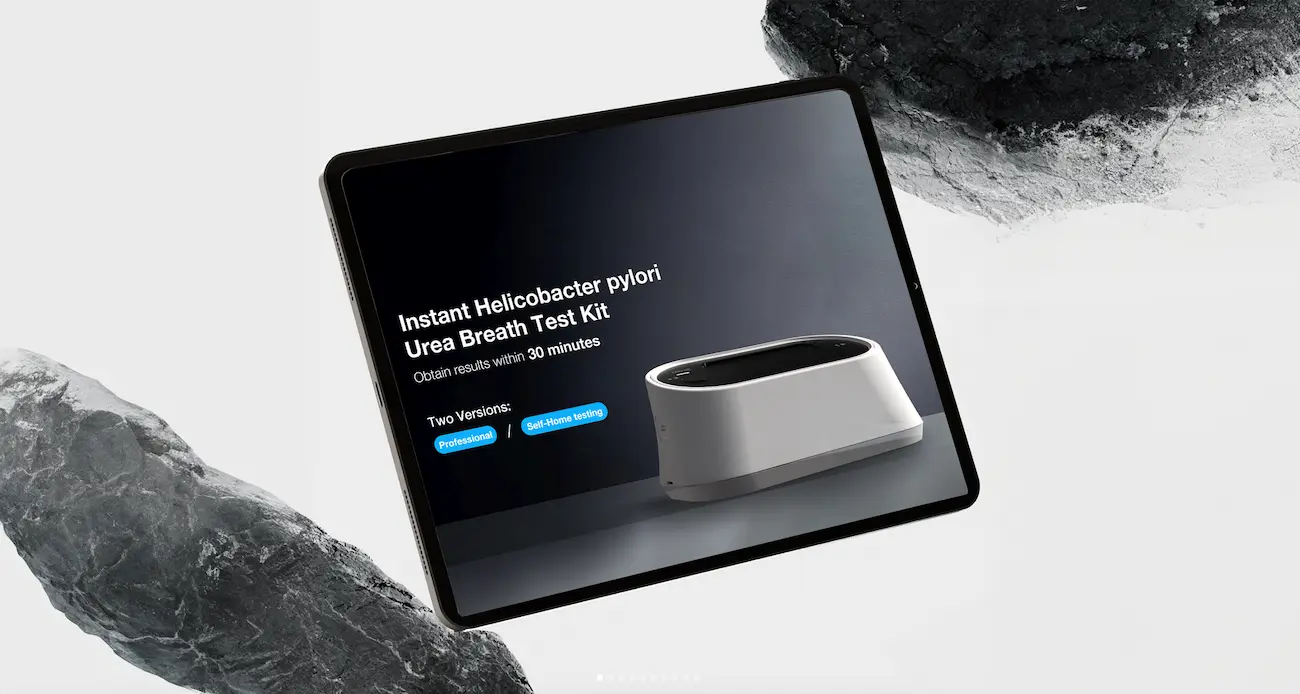 Instant Helicobacter pylori
Urea Breath Test Kit
Obtain results within 30 minutes
Two Versions:
Professional / Self-Home testing